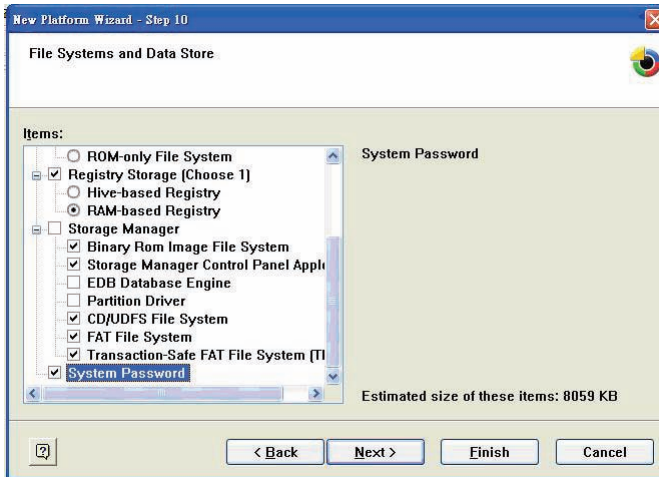 New Platform Wizard - Step 10
File Systems and Data Store
Items:
ROM-only File System
Registry Storage (Choose 1)
Hive-based Registry
RAM-based Registry
Storage Manager
Binary Rom Image File System
Storage Manager Control Panel Apple
EDB Database Engine
Partition Driver
CD/UDFS File System
FAT File System
Transaction-Safe FAT File System (
System Password
System Password
Estimated size of these items: 8059 KB
< Back
Next >
Finish
Cancel